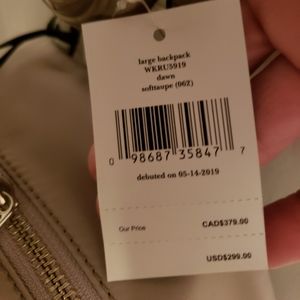 large backpack
WKRU5919
dawn
softtaupe (06Z)
0 98687 35847 7
debuted on 05-14-2019
Our Price CAD$379.00
USD$299.00